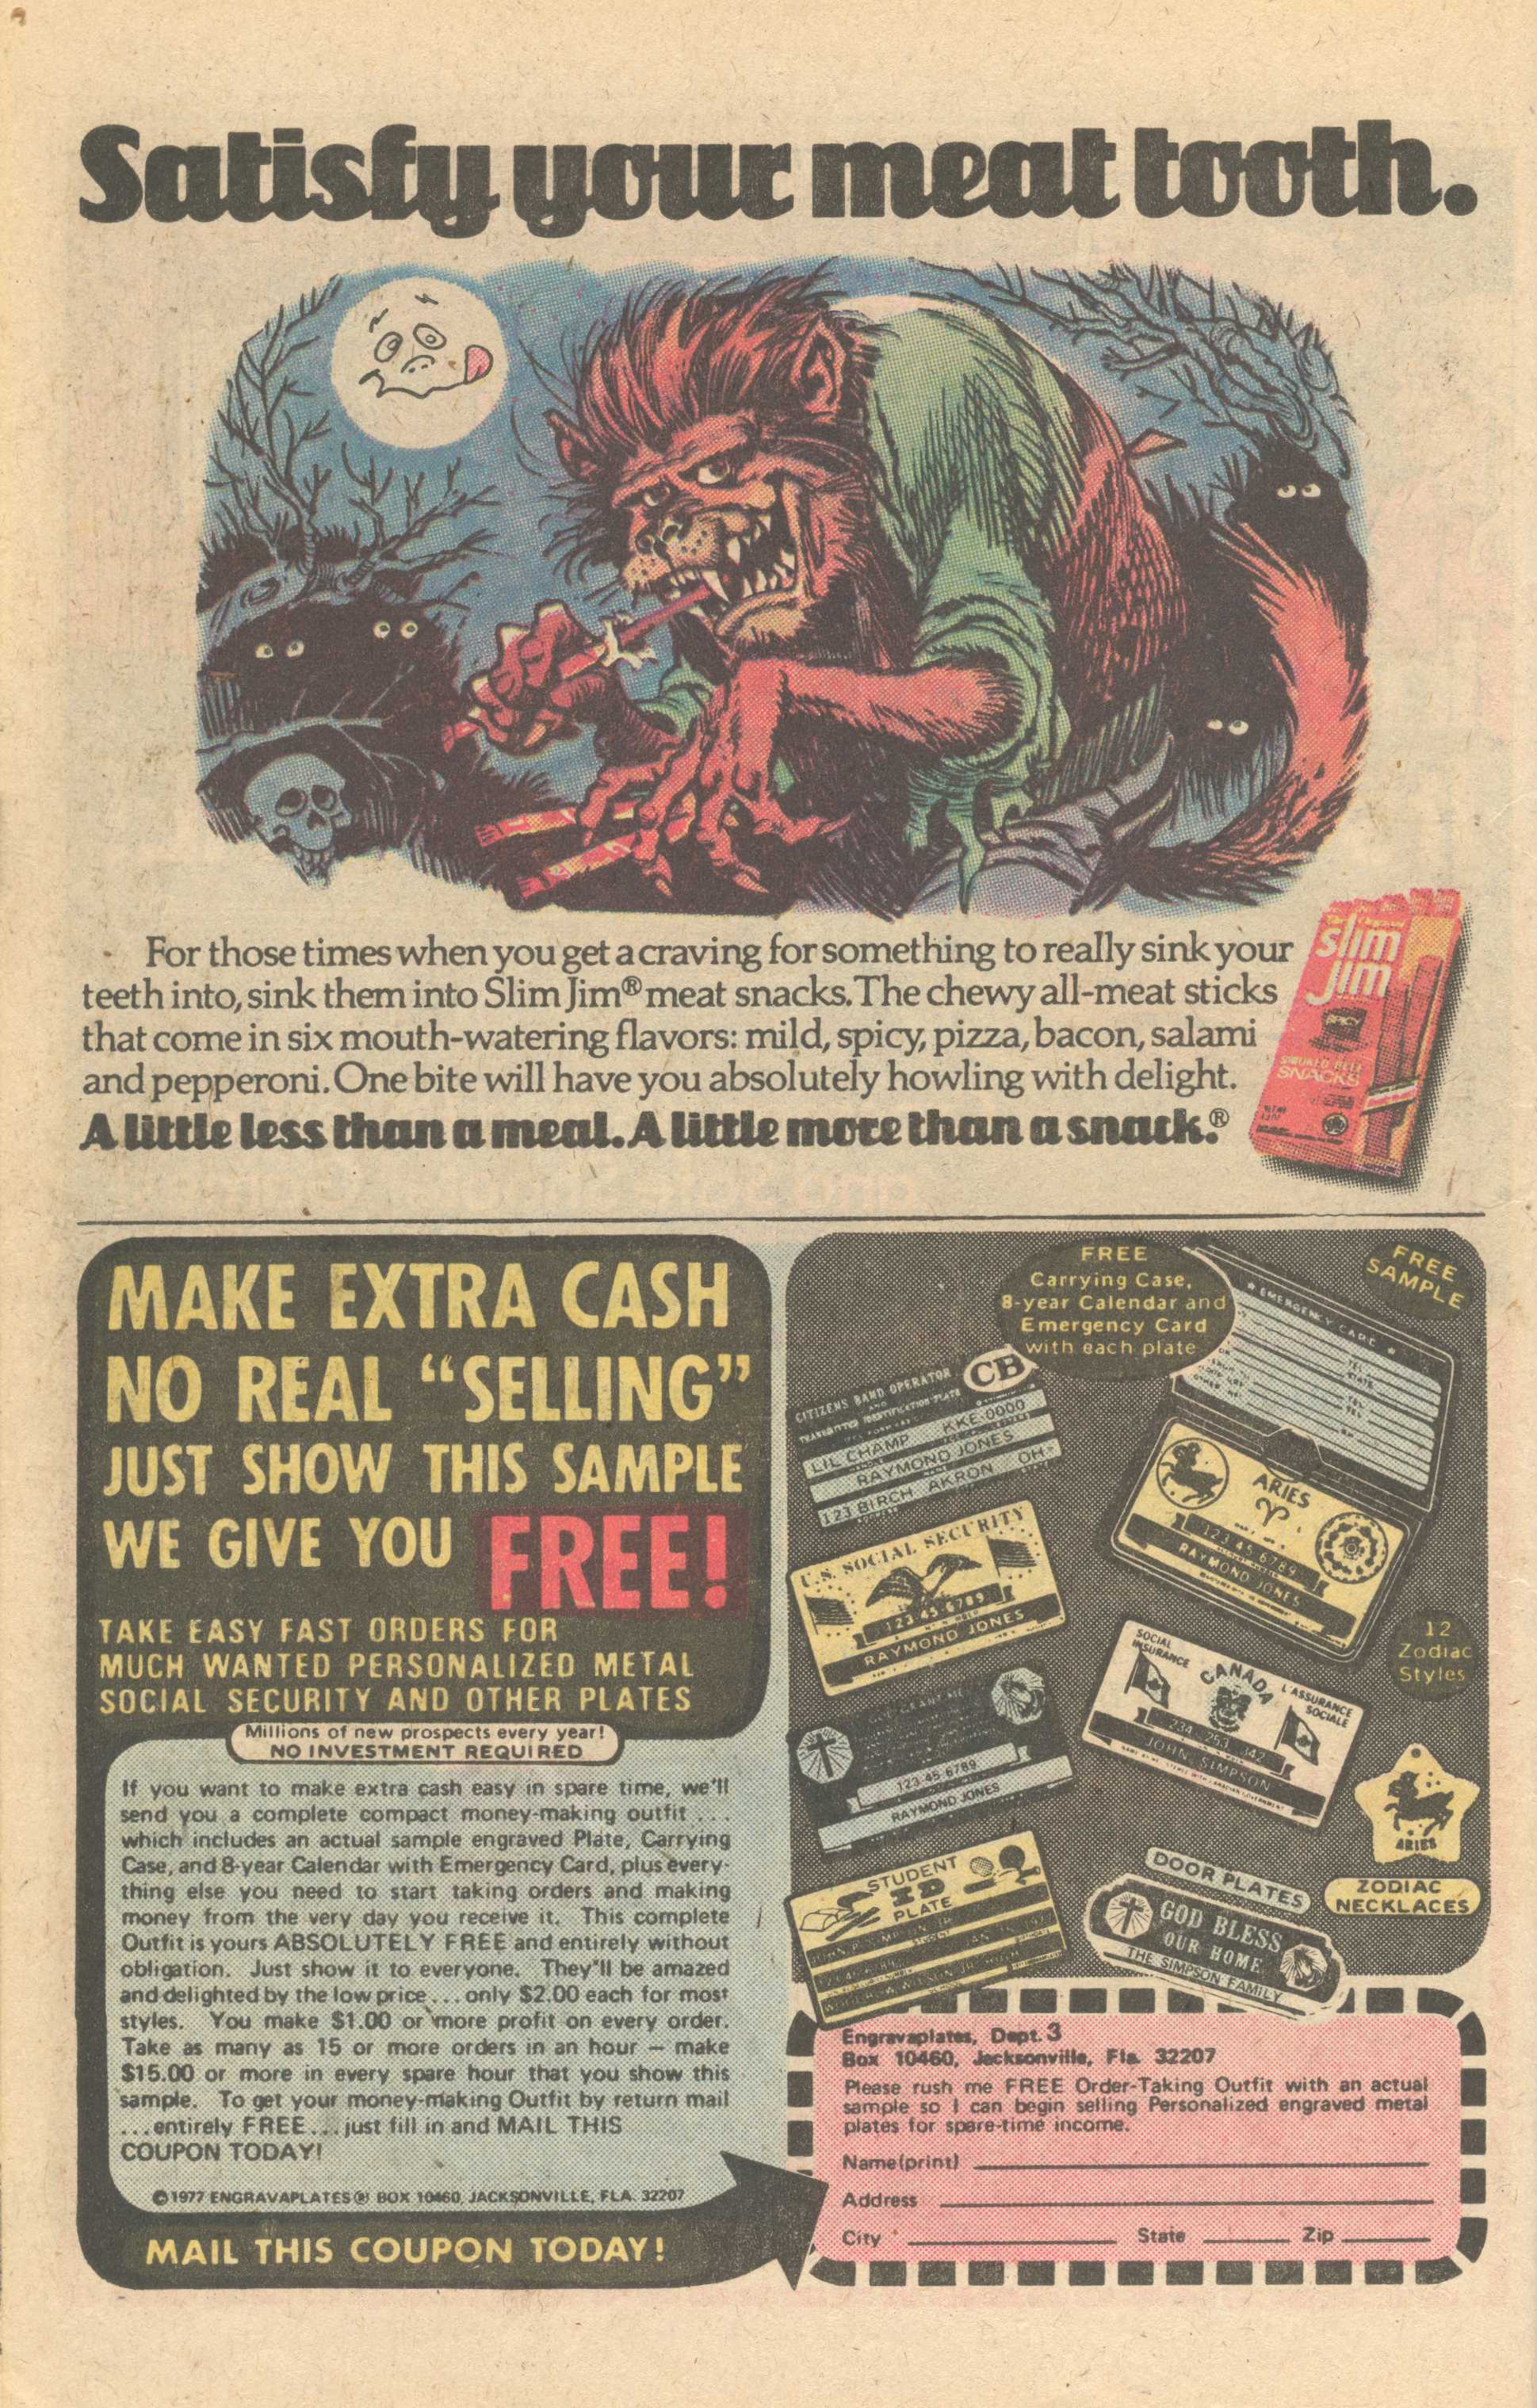 Satisfy your meat tooth.
For those times when you get a craving for something to really sink your
teeth into, sink them into Slim Jim® meat snacks. The chewy all-meat sticks
that come in six mouth-watering flavors: mild, spicy, pizza, bacon, salami
and pepperoni. One bite will have you absolutely howling with delight.
A little less than a meal. A little more than a snack.®
slim
jim
SPICY
SMOKED BEEF
SNACKS
MAKE EXTRA CASH
NO REAL “SELLING”
JUST SHOW THIS SAMPLE
WE GIVE YOU FREE!
TAKE EASY FAST ORDERS FOR
MUCH WANTED PERSONALIZED METAL
SOCIAL SECURITY AND OTHER PLATES
Millions of new prospects every year!
NO INVESTMENT REQUIRED
If you want to make extra cash easy in spare time, we'll
send you a complete compact money-making outfit ...
which includes an actual sample engraved Plate, Carrying
Case, and 8-year Calendar with Emergency Card, plus every-
thing else you need to start taking orders and making
money from the very day you receive it. This complete
Outfit is yours ABSOLUTELY FREE and entirely without
obligation. Just show it to everyone. They'll be amazed
and delighted by the low price ... only $2.00 each for most
styles. You make $1.00 or more profit on every order.
Take as many as 15 or more orders in an hour — make
$15.00 or more in every spare hour that you show this
sample. To get your money-making Outfit by return mail
...entirely FREE... just fill in and MAIL THIS
COUPON TODAY!
©1977 ENGRAVAPLATES® BOX 10460, JACKSONVILLE, FLA. 32207
MAIL THIS COUPON TODAY!
FREE
Carrying Case,
8-year Calendar and
Emergency Card
with each plate
FREE
SAMPLE
★ EMERGENCY CARD ★
CITIZENS BAND OPERATOR
CB
AND
TRANSMITTER IDENTIFICATION PLATE
LIL CHAMP KKE-0000
RAYMOND JONES
123 BIRCH AKRON OH
ARIES
123 45 6789
RAYMOND JONES
U.S. SOCIAL SECURITY
123 45 6789
RAYMOND JONES
12
Zodiac
Styles
SOCIAL
INSURANCE
CANADA
L'ASSURANCE
SOCIALE
234 293 142
JOHN SIMPSON
123 45 6789
RAYMOND JONES
ARIES
ZODIAC
NECKLACES
STUDENT
ID
PLATE
DOOR PLATES
GOD BLESS
OUR HOME
THE SIMPSON FAMILY
Engravaplates, Dept. 3
Box 10460, Jacksonville, Fla. 32207
Please rush me FREE Order-Taking Outfit with an actual
sample so I can begin selling Personalized engraved metal
plates for spare-time income.
Name(print)
Address
City State Zip